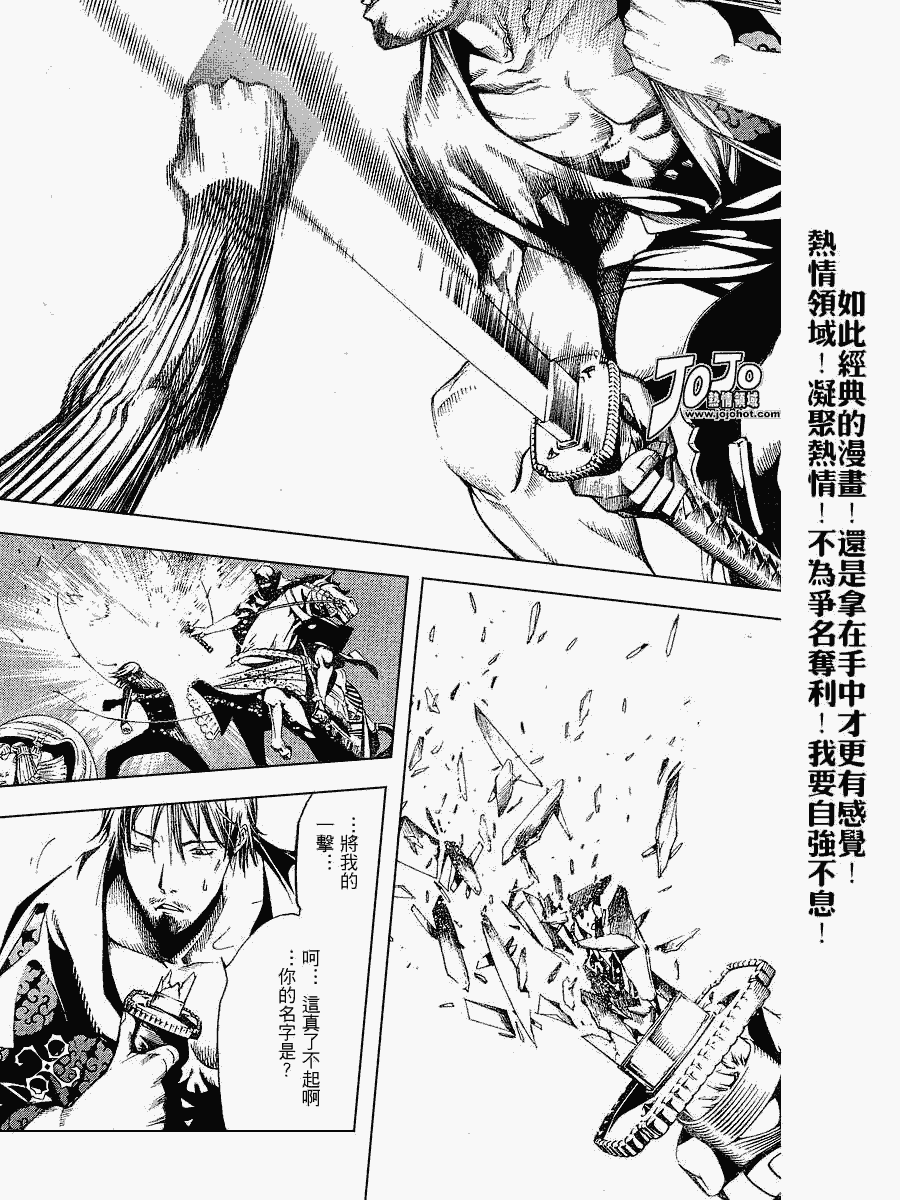 如此經典的漫畫！還是拿在手中才更有感覺！
熱情領域！凝聚熱情！不為爭名奪利！我要自強不息！
JOJO
熱情領域
www.jojohot.com
…將我的
一擊…
呵…這真了不起啊
…你的名字是？